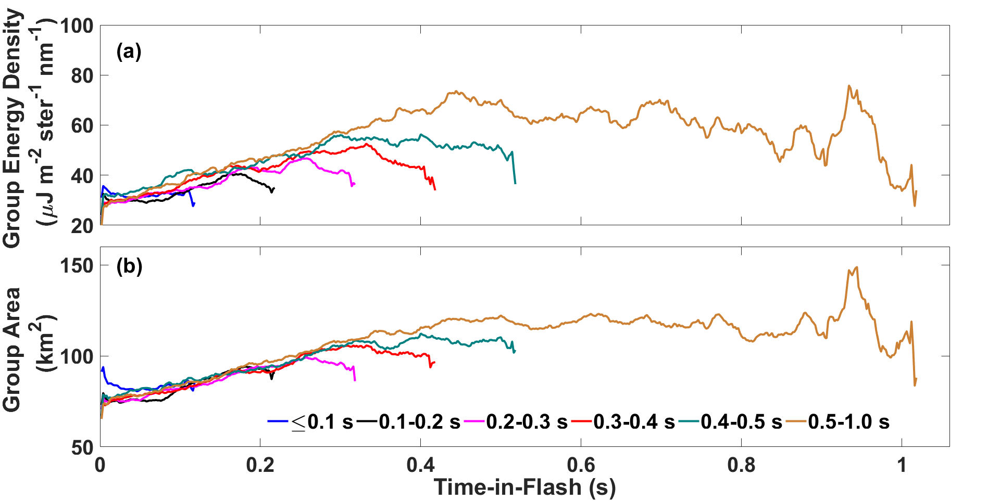 Group Energy Density
(μJ m-2 ster-1 nm-1)
100
80
60
40
20
(a)
Group Area
(km2)
150
100
50
(b)
≤0.1 s 0.1-0.2 s 0.2-0.3 s 0.3-0.4 s 0.4-0.5 s 0.5-1.0 s
0 0.2 0.4 0.6 0.8 1
Time-in-Flash (s)